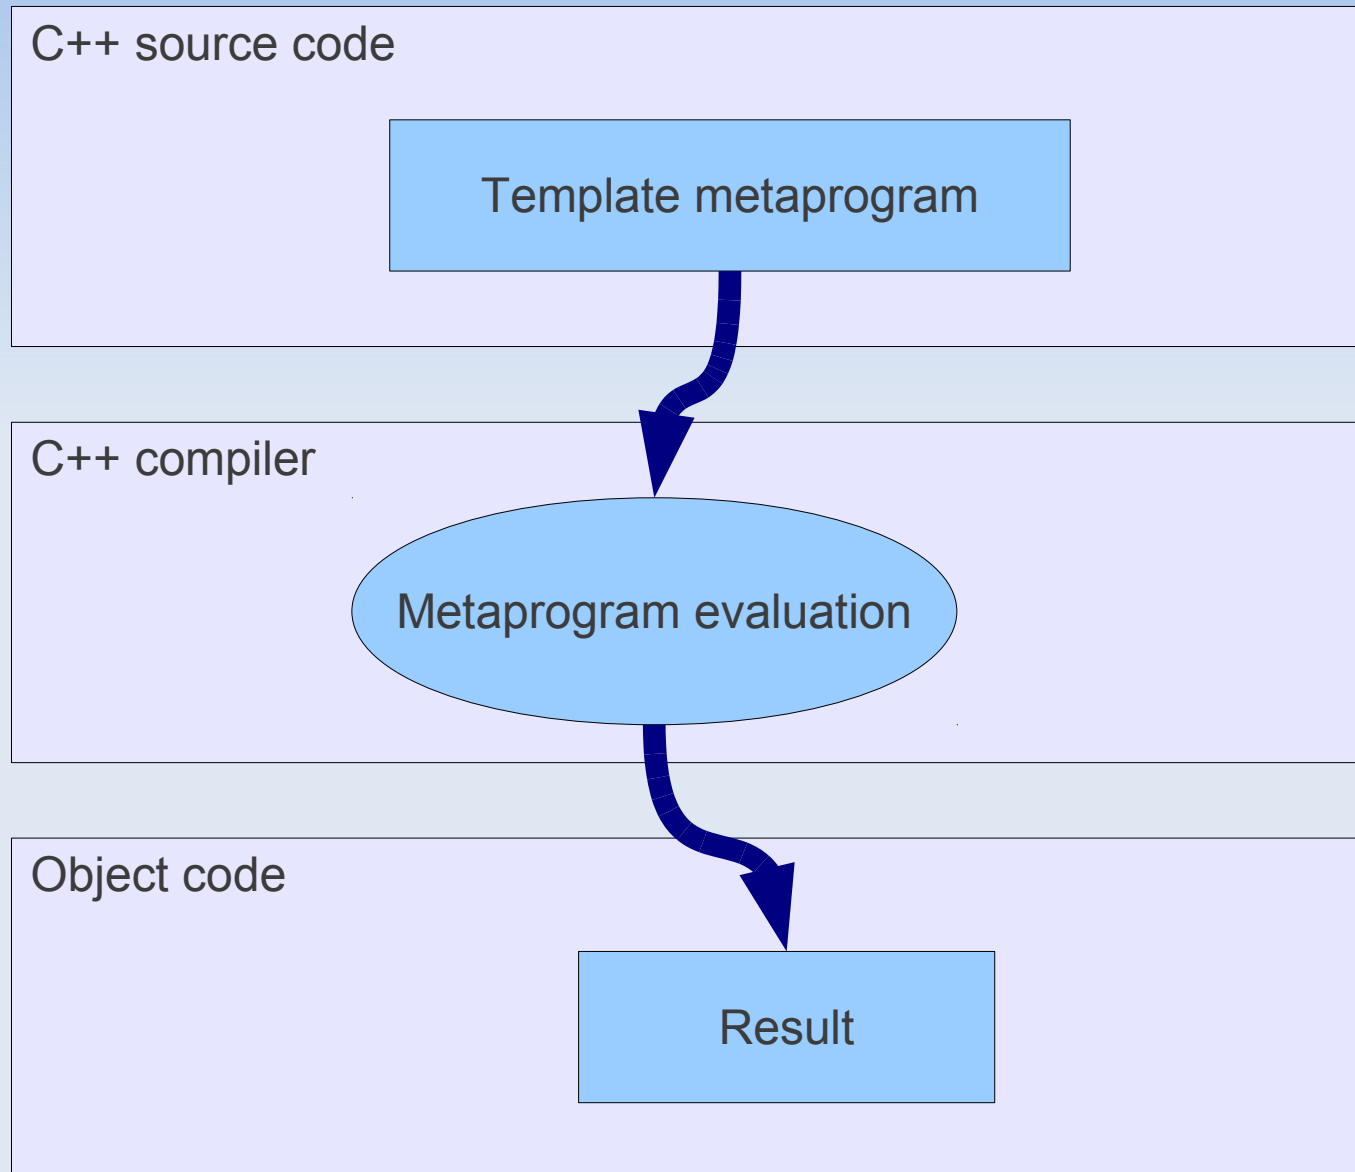 C++ source code
Template metaprogram
C++ compiler
Metaprogram evaluation
Object code
Result